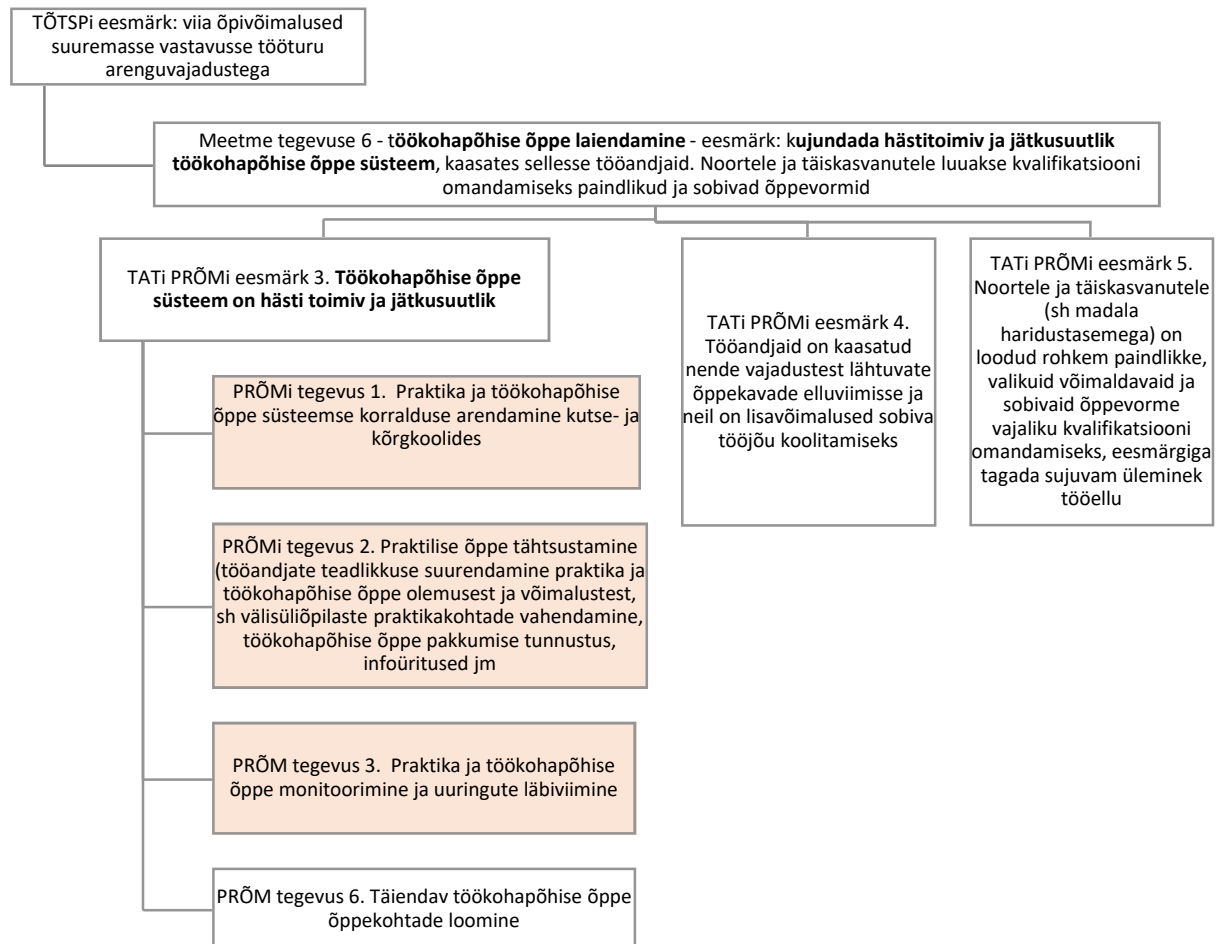 TÕTSPi eesmärk: viia õpivõimalused
suuremasse vastavusse tööturu
arenguvajadustega
Meetme tegevuse 6 - töökohapõhise õppe laiendamine - eesmärk: kujundada hästitoimiv ja jätkusuutlik
töökohapõhise õppe süsteem, kaasates sellesse tööandjaid. Noortele ja täiskasvanutele luuakse kvalifikatsiooni
omandamiseks paindlikud ja sobivad õppevormid
TATi PRÕMi eesmärk 3. Töökohapõhise õppe
süsteem on hästi toimiv ja jätkusuutlik
PRÕMi tegevus 1. Praktika ja töökohapõhise
õppe süsteemse korralduse arendamine kutse- ja
kõrgkoolides
PRÕMi tegevus 2. Praktilise õppe tähtsustamine
(tööandjate teadlikkuse suurendamine praktika ja
töökohapõhise õppe olemusest ja võimalustest,
sh välisüliõpilaste praktikakohtade vahendamine,
töökohapõhise õppe pakkumise tunnustus,
infoüritused jm
PRÕM tegevus 3. Praktika ja töökohapõhise
õppe monitoorimine ja uuringute läbiviimine
PRÕM tegevus 6. Täiendav töökohapõhise õppe
õppekohtade loomine
TATi PRÕMi eesmärk 4.
Tööandjaid on kaasatud
nende vajadustest lähtuvate
õppekavade elluviimisse ja
neil on lisavõimalused sobiva
tööjõu koolitamiseks
TATi PRÕMi eesmärk 5.
Noortele ja täiskasvanutele
(sh madala
haridustasemega) on
loodud rohkem paindlikke,
valikuid võimaldavaid ja
sobivaid õppevorme
vajaliku kvalifikatsiooni
omandamiseks, eesmärgiga
tagada sujuvam üleminek
tööellu